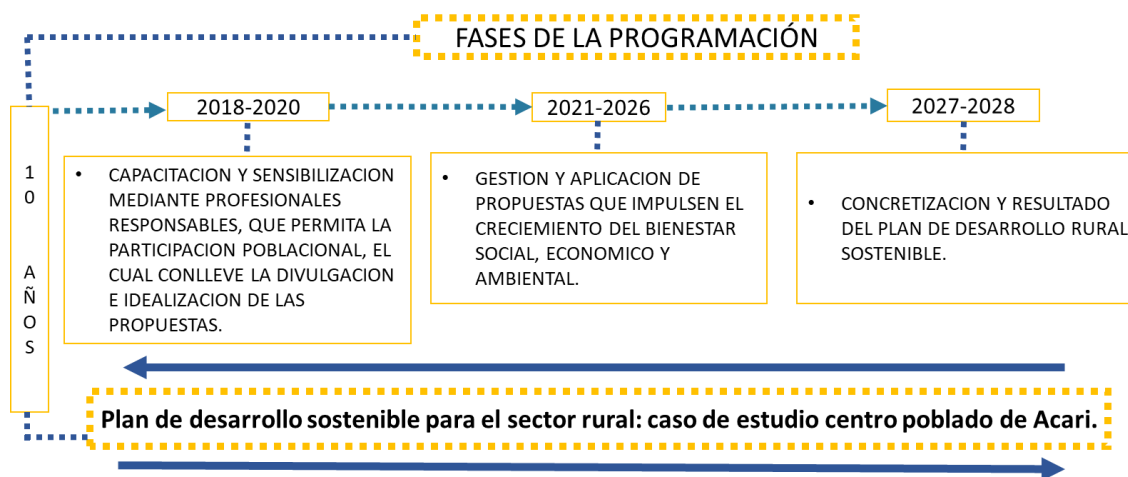 FASES DE LA PROGRAMACIÓN
2018-2020
2021-2026
2027-2028
10 AÑOS
• CAPACITACION Y SENSIBILIZACION
MEDIANTE PROFESIONALES
RESPONSABLES, QUE PERMITA LA
PARTICIPACION POBLACIONAL, EL
CUAL CONLLEVE LA DIVULGACION
E IDEALIZACION DE LAS
PROPUESTAS.
• GESTION Y APLICACION DE
PROPUESTAS QUE IMPULSEN EL
CRECIEMIENTO DEL BIENESTAR
SOCIAL, ECONOMICO Y
AMBIENTAL.
• CONCRETIZACION Y RESULTADO
DEL PLAN DE DESARROLLO RURAL
SOSTENIBLE.
Plan de desarrollo sostenible para el sector rural: caso de estudio centro poblado de Acari.